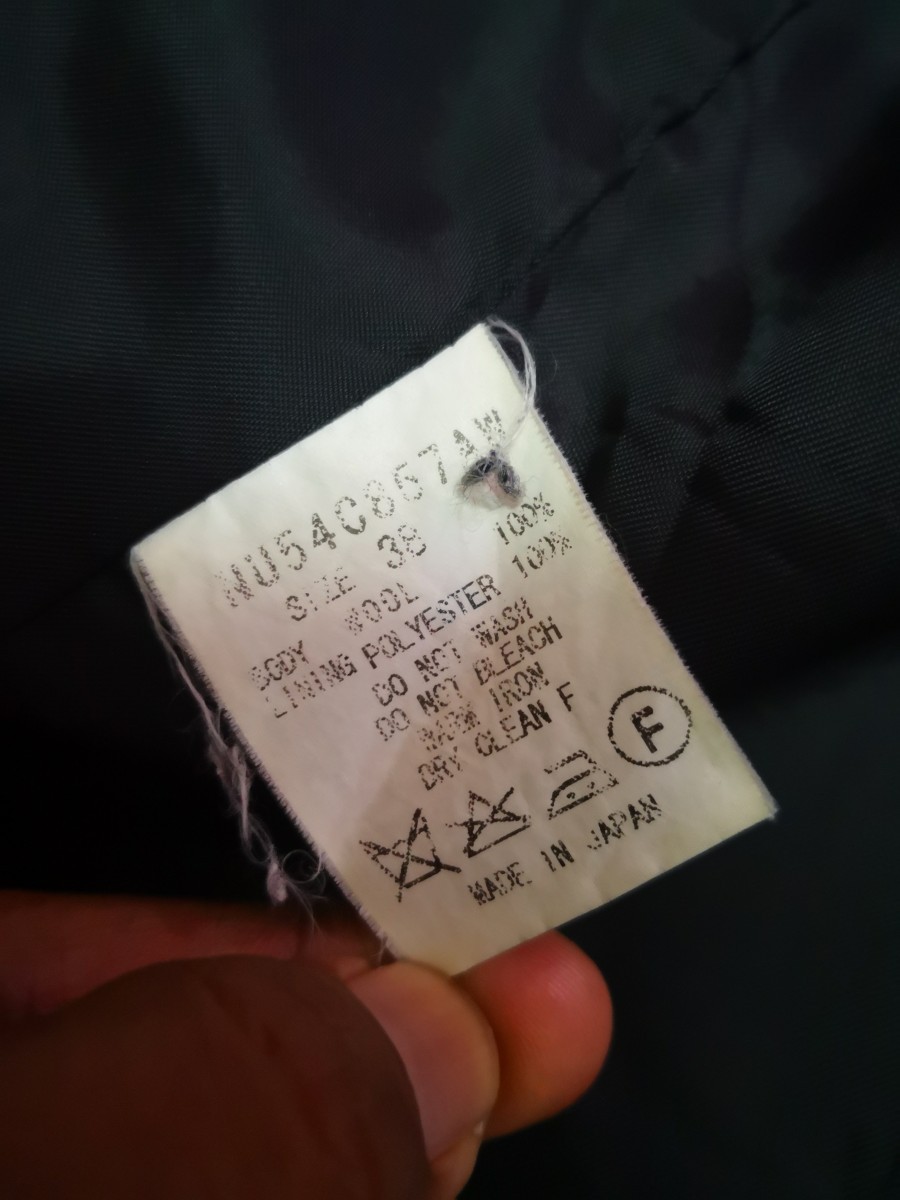 NU54C857AW
SIZE 38
BODY WOOL 100%
LINING POLYESTER 100%
DO NOT WASH
DO NOT BLEACH
WARM IRON
DRY CLEAN F
F
MADE IN JAPAN